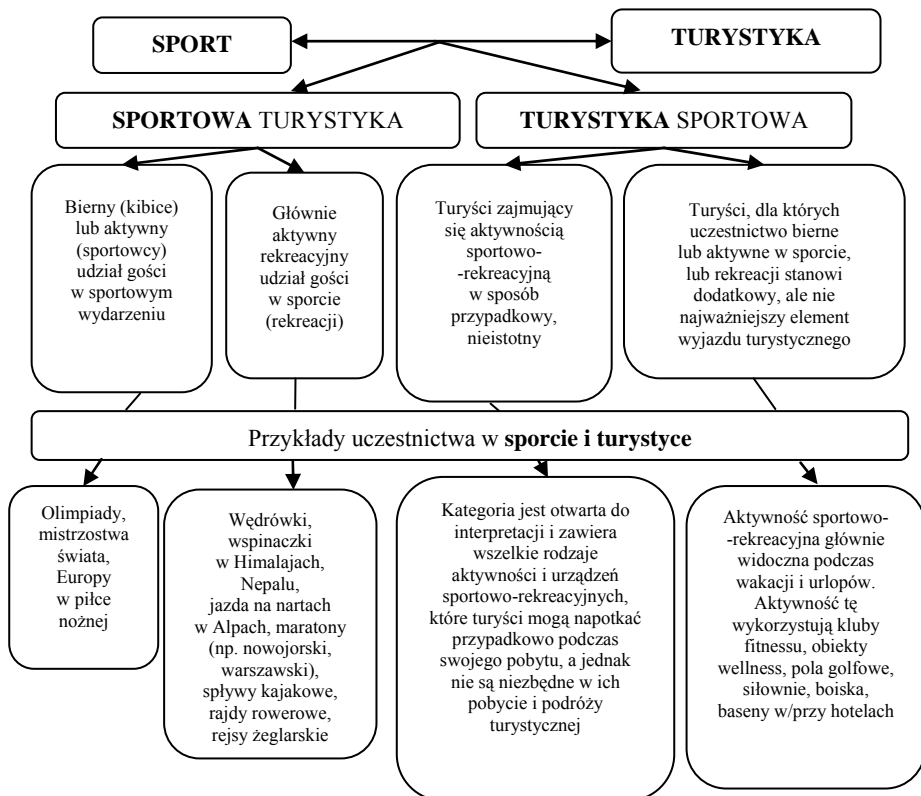 SPORT
TURYSTYKA
SPORTOWA TURYSTYKA
TURYSTYKA SPORTOWA
Bierny (kibice)
lub aktywny
(sportowcy)
udział gości
w sportowym
wydarzeniu
Głównie
aktywny
rekreacyjny
udział gości
w sporcie
(rekreacji)
Turyści zajmujący
się aktywnością
sportowo-
-rekreacyjną
w sposób
przypadkowy,
nieistotny
Turyści, dla których
uczestnictwo bierne
lub aktywne w sporcie,
lub rekreacji stanowi
dodatkowy, ale nie
najważniejszy element
wyjazdu turystycznego
Przykłady uczestnictwa w sporcie i turystyce
Olimpiady,
mistrzostwa
świata,
Europy
w piłce
nożnej
Wędrówki,
wspinaczki
w Himalajach,
Nepalu,
jazda na nartach
w Alpach, maratony
(np. nowojorski,
warszawski),
spływy kajakowe,
rajdy rowerowe,
rejsy żeglarskie
Kategoria jest otwarta do
interpretacji i zawiera
wszelkie rodzaje
aktywności i urządzeń
sportowo-rekreacyjnych,
które turyści mogą napotkać
przypadkowo podczas
swojego pobytu, a jednak
nie są niezbędne w ich
pobycie i podróży
turystycznej
Aktywność sportowo-
-rekreacyjna głównie
widoczna podczas
wakacji i urlopów.
Aktywność tę
wykorzystują kluby
fitnessu, obiekty
wellness, pola golfowe,
siłownie, boiska,
baseny w/przy hotelach